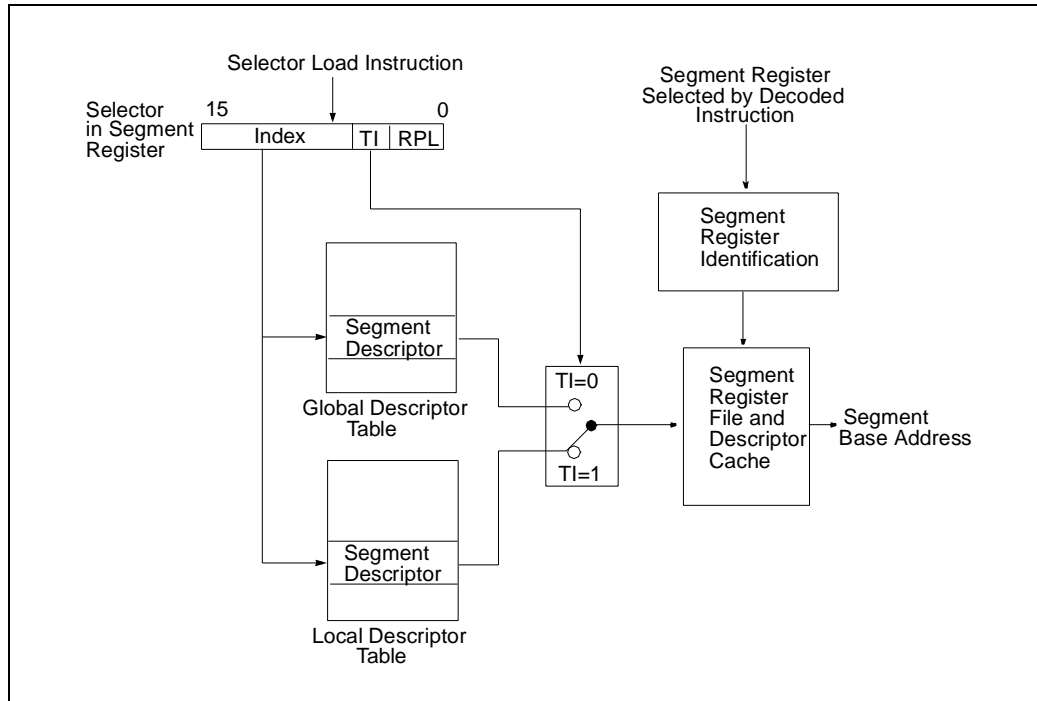 Selector Load Instruction
Segment Register
Selected by Decoded
Instruction
Selector
in Segment
Register
15
0
Index
TI
RPL
Segment
Register
Identification
Segment
Descriptor
Global Descriptor
Table
TI=0
TI=1
Segment
Register
File and
Descriptor
Cache
Segment
Base Address
Segment
Descriptor
Local Descriptor
Table